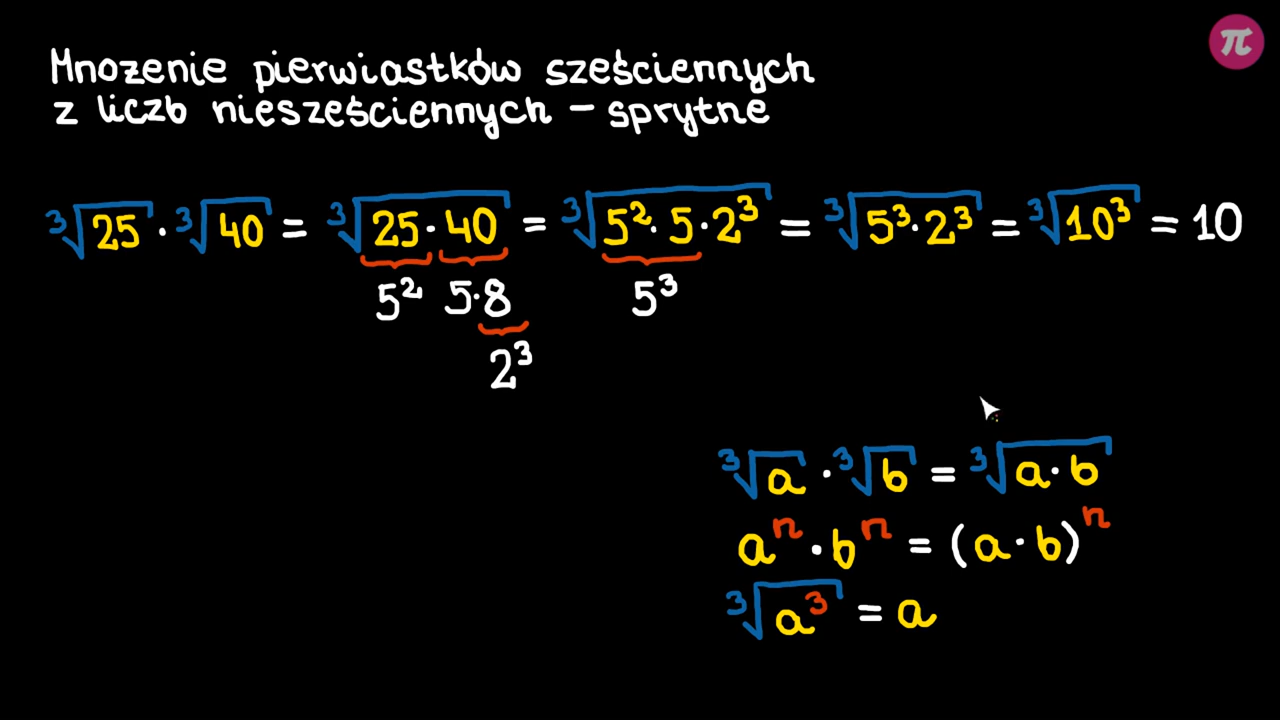 π
Mnożenie pierwiastków sześciennych
z liczb niesześciennych – sprytne
∛25 · ∛40 = ∛(25 · 40) = ∛(5² · 5 · 2³) = ∛(5³ · 2³) = ∛(10³) = 10
5² 5·8 5³
2³
∛a · ∛b = ∛(a · b)
aⁿ · bⁿ = (a · b)ⁿ
∛(a³) = a